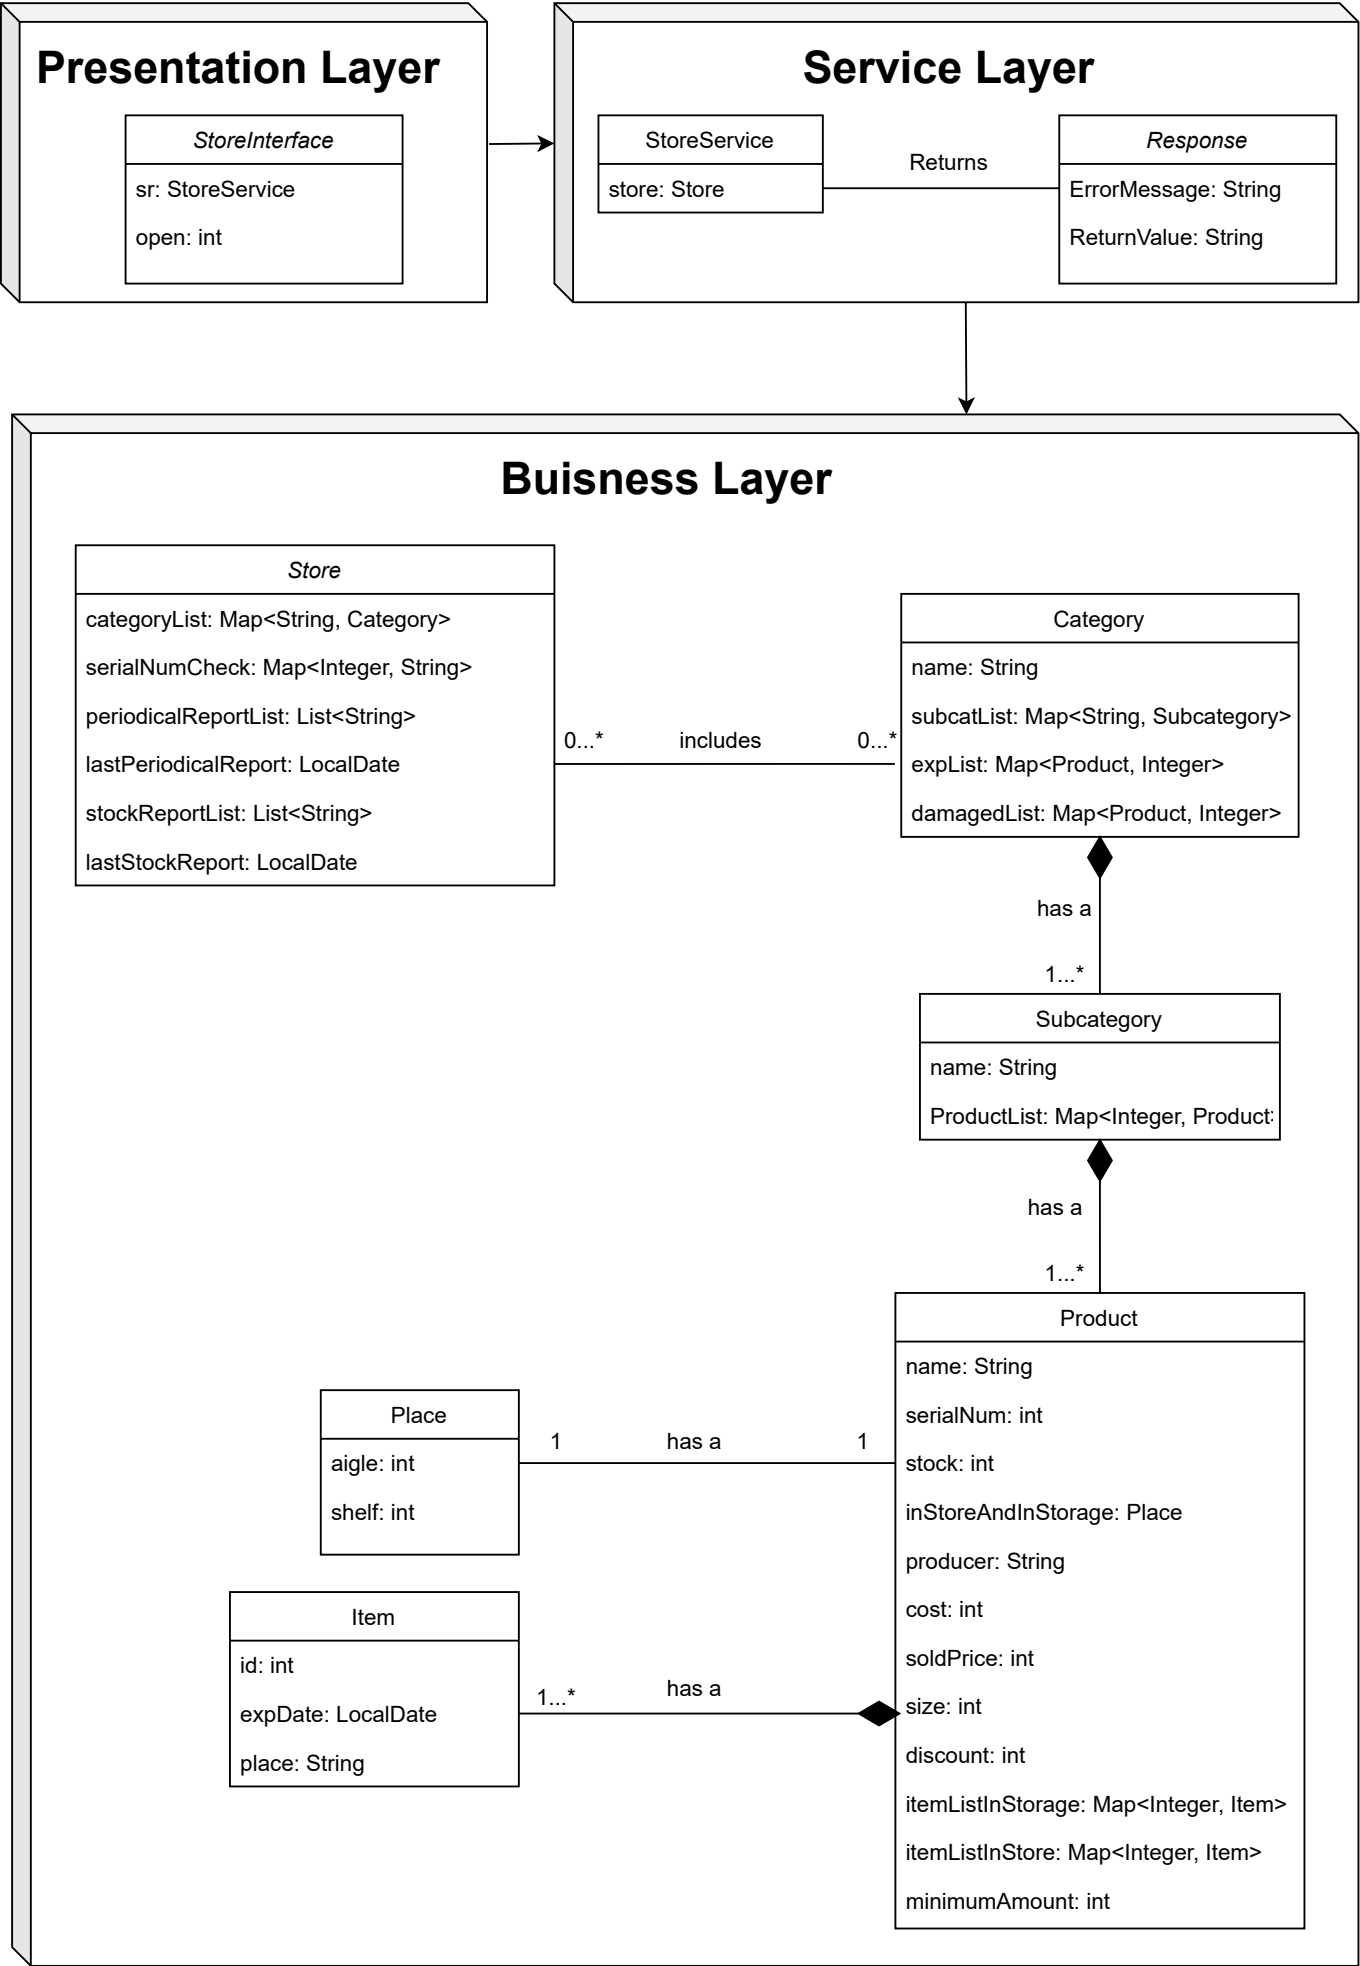 Presentation Layer
StoreInterface
sr: StoreService
open: int
Service Layer
StoreService
store: Store
Returns
Response
ErrorMessage: String
ReturnValue: String
Buisness Layer
Store
categoryList: Map<String, Category>
serialNumCheck: Map<Integer, String>
periodicalReportList: List<String>
lastPeriodicalReport: LocalDate
stockReportList: List<String>
lastStockReport: LocalDate
0...*
includes
0...*
Category
name: String
subcatList: Map<String, Subcategory>
expList: Map<Product, Integer>
damagedList: Map<Product, Integer>
has a
1...*
Subcategory
name: String
ProductList: Map<Integer, Product
has a
1...*
Product
name: String
serialNum: int
stock: int
inStoreAndInStorage: Place
producer: String
cost: int
soldPrice: int
size: int
discount: int
itemListInStorage: Map<Integer, Item>
itemListInStore: Map<Integer, Item>
minimumAmount: int
Place
aigle: int
shelf: int
1
has a
1
Item
id: int
expDate: LocalDate
place: String
1...*
has a